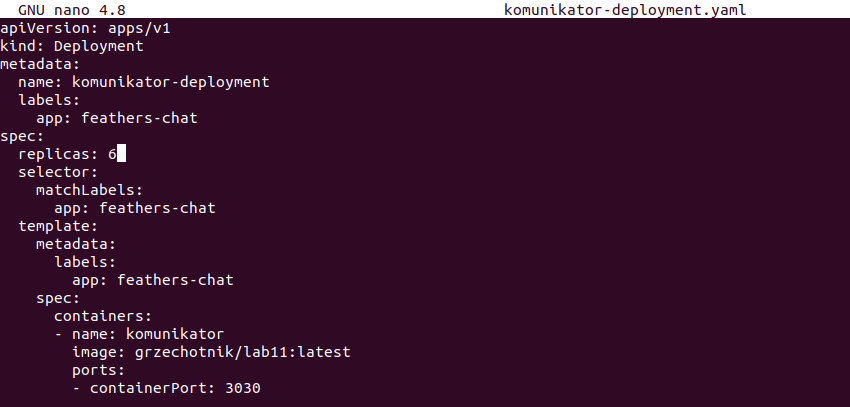 GNU nano 4.8 komunikator-deployment.yaml
apiVersion: apps/v1
kind: Deployment
metadata:
  name: komunikator-deployment
  labels:
    app: feathers-chat
spec:
  replicas: 6
  selector:
    matchLabels:
      app: feathers-chat
  template:
    metadata:
      labels:
        app: feathers-chat
    spec:
      containers:
      - name: komunikator
        image: grzechotnik/lab11:latest
        ports:
        - containerPort: 3030